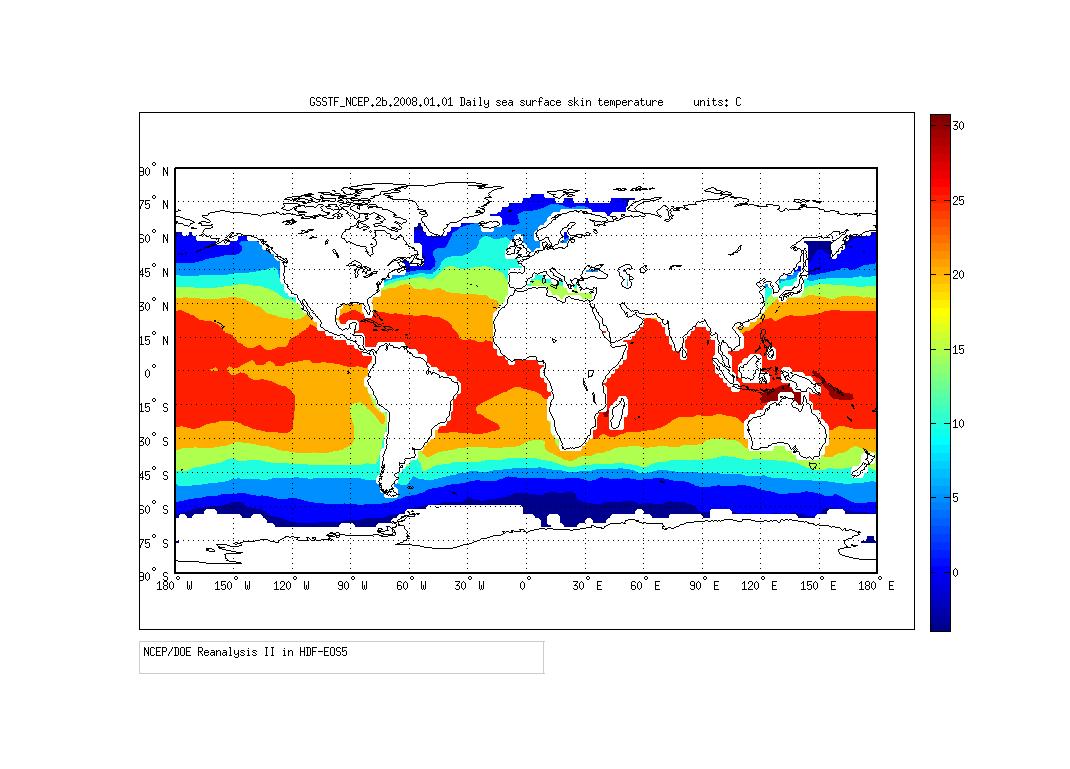 GSSTF_NCEP.2b.2008.01.01 Daily sea surface skin temperature units: C
30
25
20
15
10
5
0
90° N
75° N
60° N
45° N
30° N
15° N
0°
15° S
30° S
45° S
60° S
75° S
90° S
180° W 150° W 120° W 90° W 60° W 30° W 0° 30° E 60° E 90° E 120° E 150° E 180° E
NCEP/DOE Reanalysis II in HDF-EOS5